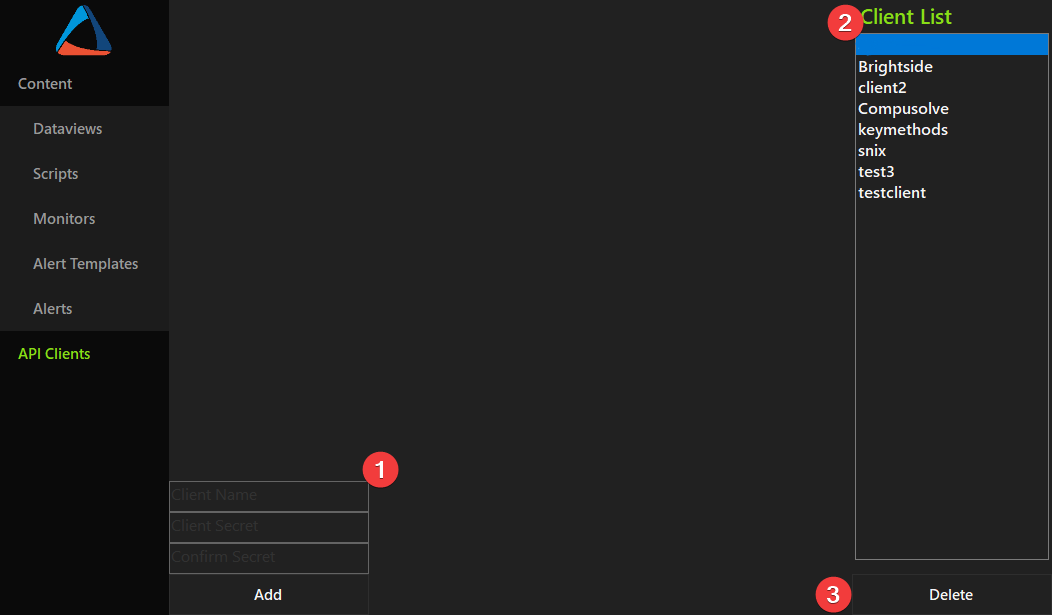 Content
Dataviews
Scripts
Monitors
Alert Templates
Alerts
API Clients
1
Client Name
Client Secret
Confirm Secret
Add
2
Client List
Brightside
client2
Compusolve
keymethods
snix
test3
testclient
3
Delete